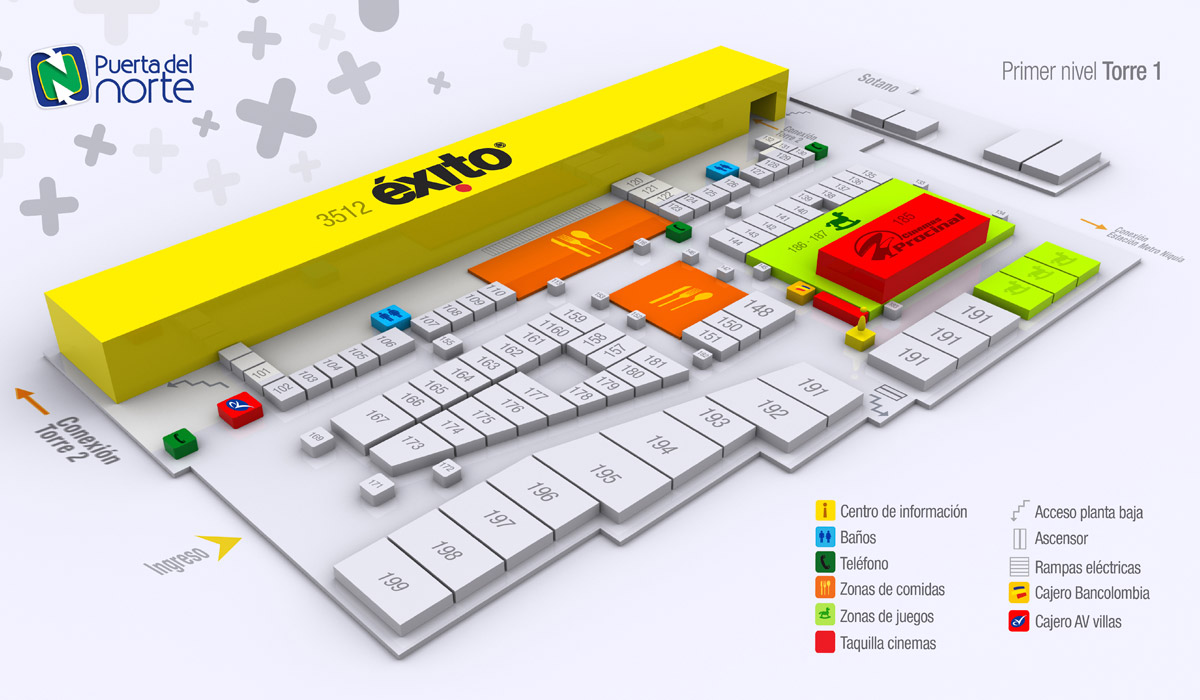 Puerta del
norte
Primer nivel Torre 1
Sotano
Conexión
Torre 2
3512 éxito®
132
131
130
129
128
127
126
125
124
123
122
121
120
135
136
137
138
139
140
141
142
143
144
186 - 187
185
Cinemas
Procinal
Conexión
Estación Metro Niquía
110
109
108
107
106
105
104
103
102
101
155
148
150
151
159
1160
161
162
163
164
165
166
167
158
157
181
180
179
178
177
176
175
174
173
169
171
172
191
191
191
191
192
193
194
195
196
197
198
199
Conexión
Torre 2
Ingreso
Centro de información
Baños
Teléfono
Zonas de comidas
Zonas de juegos
Taquilla cinemas
Acceso planta baja
Ascensor
Rampas eléctricas
Cajero Bancolombia
Cajero AV villas